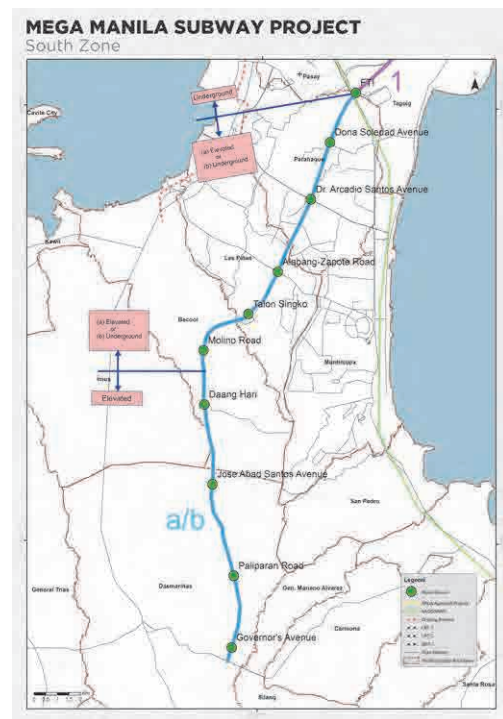 MEGA MANILA SUBWAY PROJECT
South Zone
Underground
(a) Elevated
or
(b) Underground
Cavite City
Pasay
FTI
1
Taguig
Dona Soledad Avenue
Parañaque
Dr. Arcadio Santos Avenue
Kawit
Las Piñas
Alabang-Zapote Road
Talon Singko
Bacoor
(a) Elevated
or
(b) Underground
Molino Road
Muntinlupa
Imus
Elevated
Daang Hari
Jose Abad Santos Avenue
San Pedro
a/b
Paliparan Road
General Trias
Dasmariñas
Gen. Mariano Alvarez
Carmona
Governor's Avenue
Silang
Santa Rosa
Legend